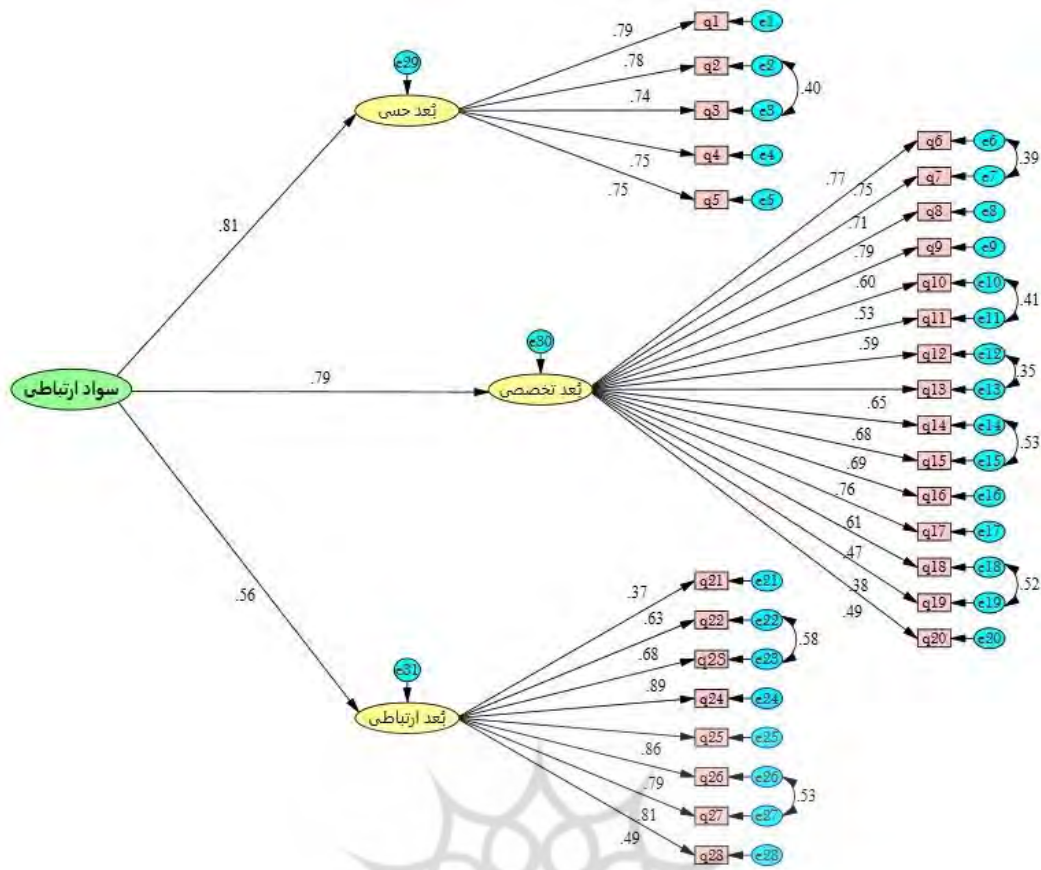 سواد ارتباطی
.81
.79
.56
e29
بُعد حسی
.79
.78
.74
.75
.75
q1
e1
q2
e2
q3
e3
q4
e4
q5
e5
.40
e30
بُعد تخصصی
.77
.75
.71
.79
.60
.53
.59
.65
.68
.69
.76
.61
.47
.38
.49
q6
e6
q7
e7
q8
e8
q9
e9
q10
e10
q11
e11
q12
e12
q13
e13
q14
e14
q15
e15
q16
e16
q17
e17
q18
e18
q19
e19
q20
e20
.39
.41
.35
.53
.52
e31
بُعد ارتباطی
.37
.63
.68
.89
.86
.79
.81
.49
q21
e21
q22
e22
q23
e23
q24
e24
q25
e25
q26
e26
q27
e27
q28
e28
.58
.53